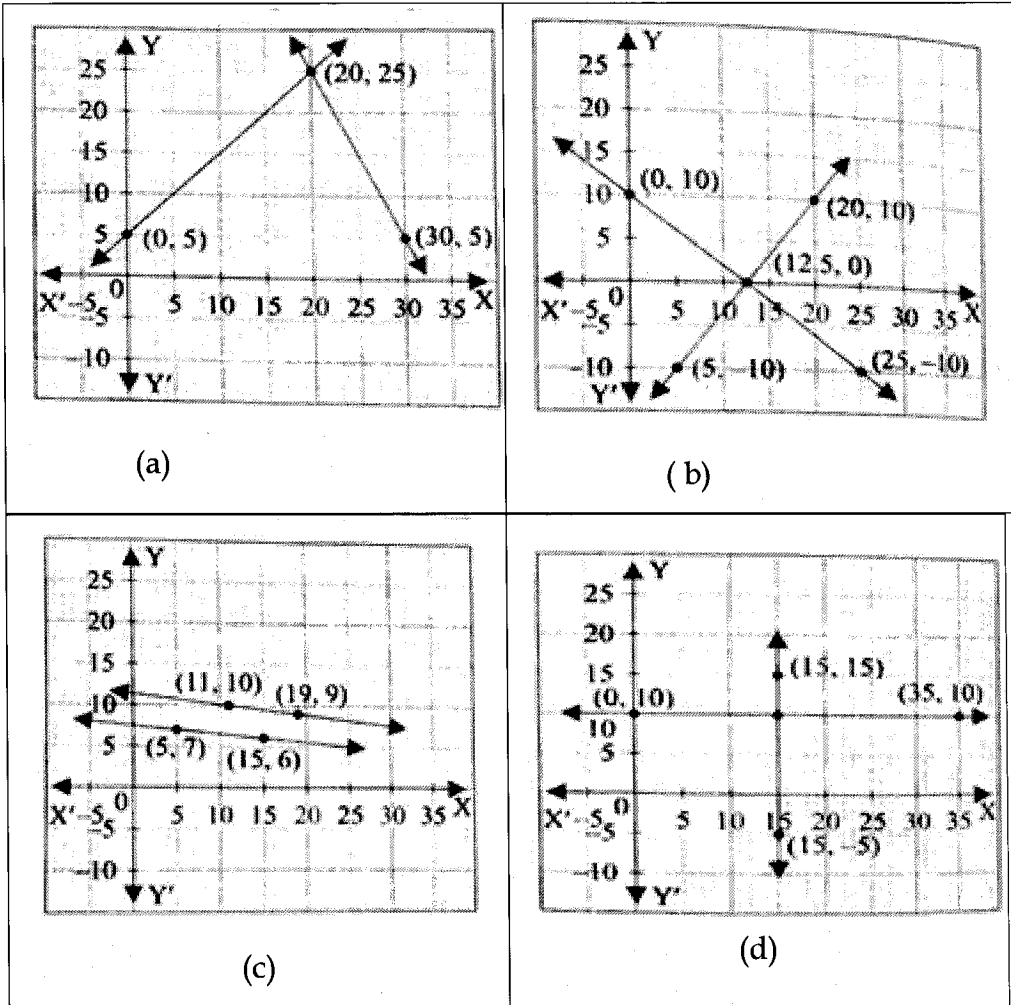 Y
25
(20, 25)
20
15
10
5
(0, 5)
(30, 5)
X' –5 0 5 10 15 20 25 30 35 X
–5
–10
Y'
(a)
Y
25
20
15
(0, 10)
10
(20, 10)
5
(12.5, 0)
X' –5 0 5 10 15 20 25 30 35 X
–5
–10
(5, –10)
(25, –10)
Y'
( b)
Y
25
20
15
(11, 10)
(19, 9)
10
5
(5, 7)
(15, 6)
X' –5 0 5 10 15 20 25 30 35 X
–5
–10
Y'
(c)
Y
25
20
15
(15, 15)
(0, 10)
(35, 10)
10
5
X' –5 0 5 10 15 20 25 30 35 X
–5
(15, –5)
–10
Y'
(d)